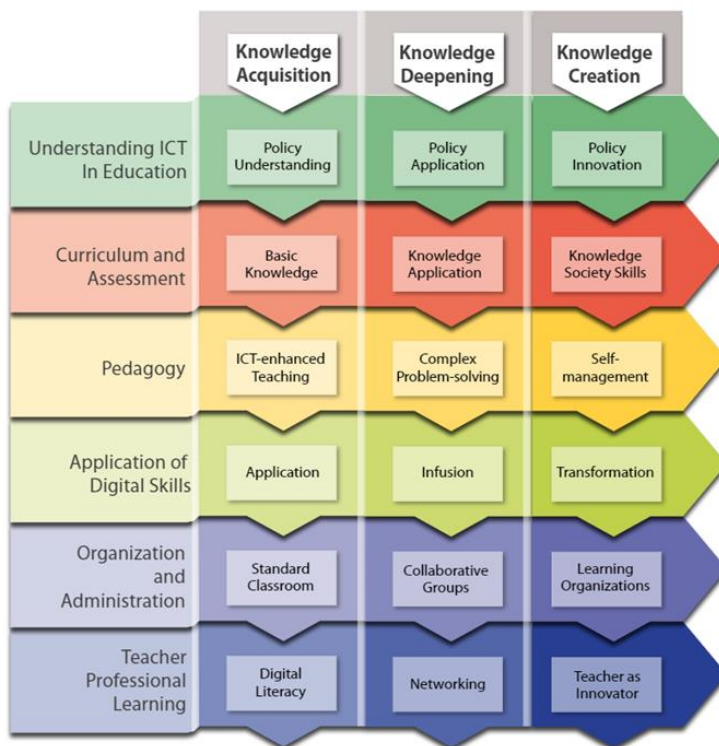 Knowledge
Acquisition
Knowledge
Deepening
Knowledge
Creation
Understanding ICT
In Education
Policy
Understanding
Policy
Application
Policy
Innovation
Curriculum and
Assessment
Basic
Knowledge
Knowledge
Application
Knowledge
Society Skills
Pedagogy
ICT-enhanced
Teaching
Complex
Problem-solving
Self-
management
Application of
Digital Skills
Application
Infusion
Transformation
Organization
and
Administration
Standard
Classroom
Collaborative
Groups
Learning
Organizations
Teacher
Professional
Learning
Digital
Literacy
Networking
Teacher as
Innovator